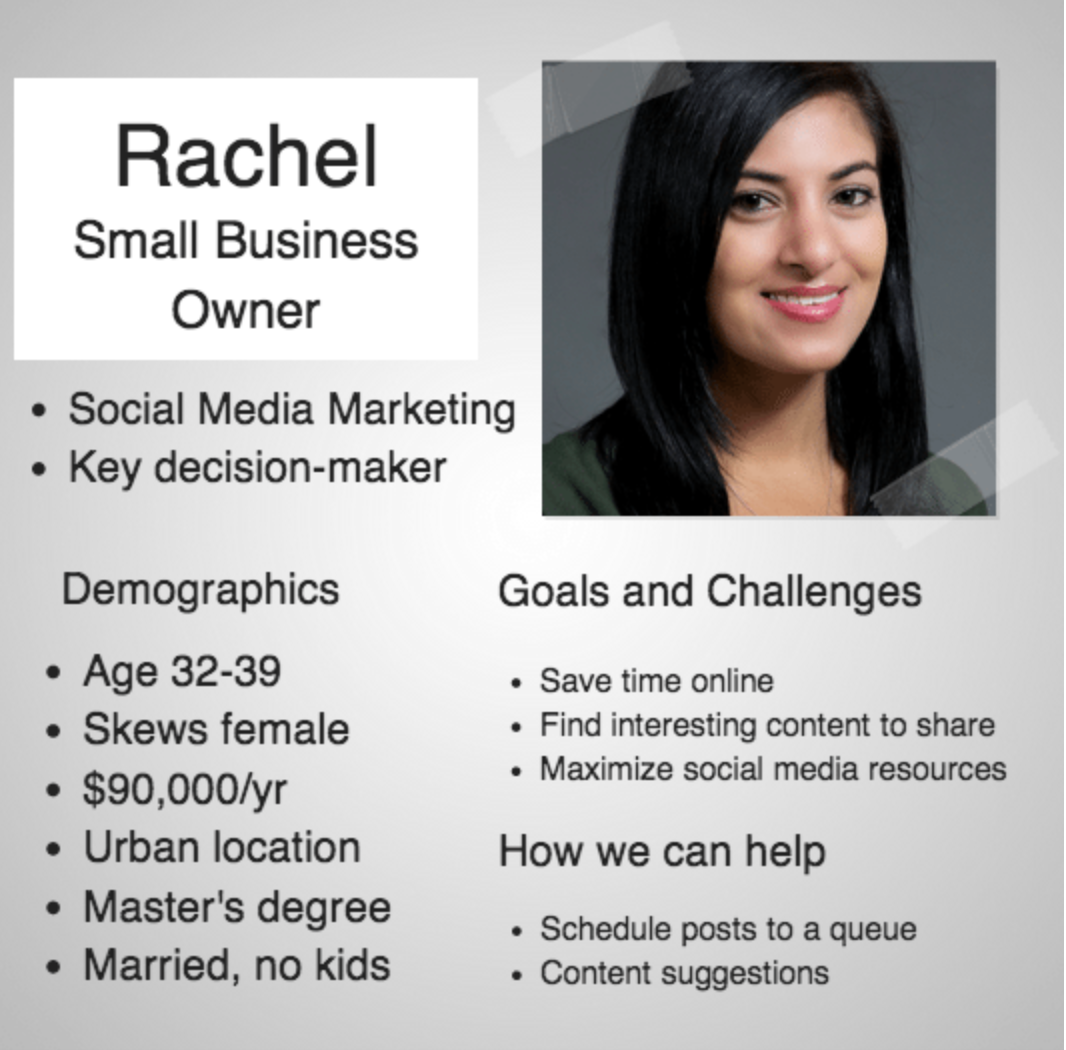 Rachel
Small Business
Owner
• Social Media Marketing
• Key decision-maker
Demographics
• Age 32-39
• Skews female
• $90,000/yr
• Urban location
• Master's degree
• Married, no kids
Goals and Challenges
• Save time online
• Find interesting content to share
• Maximize social media resources
How we can help
• Schedule posts to a queue
• Content suggestions